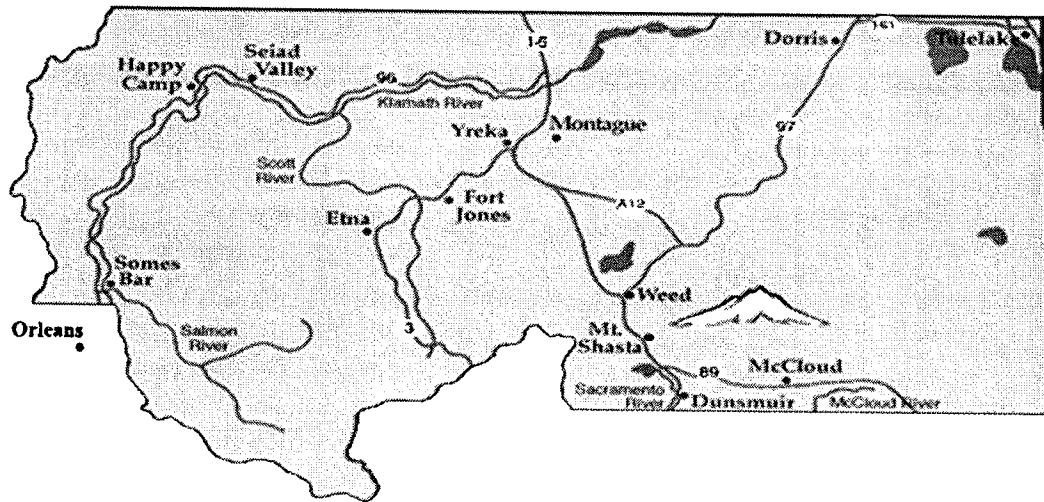 I-5
161
Dorris
Tulelake
Seiad
Valley
Happy
Camp
96
Klamath River
97
Yreka
Montague
Scott
River
Fort
Jones
Etna
A12
Somes
Bar
Weed
Orleans
Salmon
River
3
Mt.
Shasta
89
McCloud
Sacramento
River
Dunsmuir
McCloud River